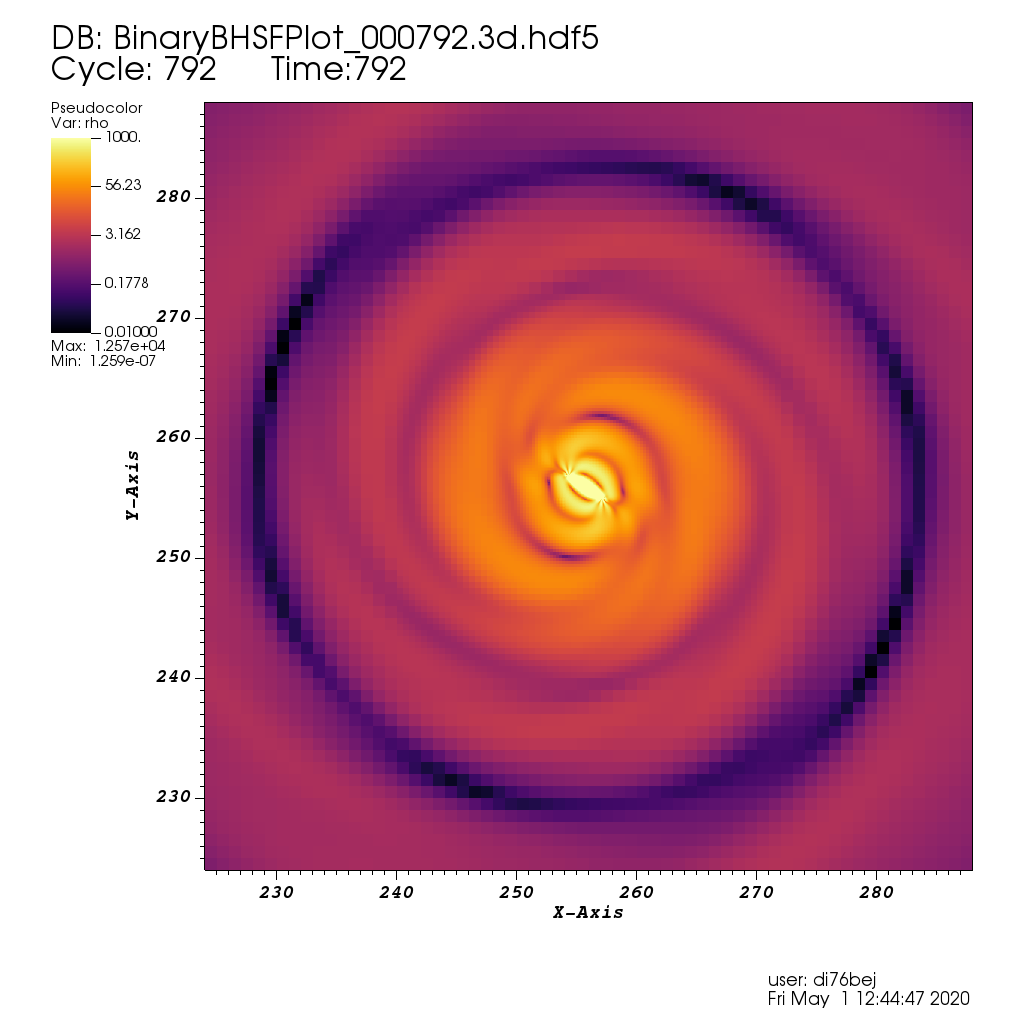 DB: BinaryBHSFPlot_000792.3d.hdf5
Cycle: 792 Time:792
Pseudocolor
Var: rho
1000.
56.23
3.162
0.1778
0.01000
Max: 1.257e+04
Min: 1.259e-07
280
270
260
250
240
230
Y-Axis
230 240 250 260 270 280
X-Axis
user: di76bej
Fri May 1 12:44:47 2020